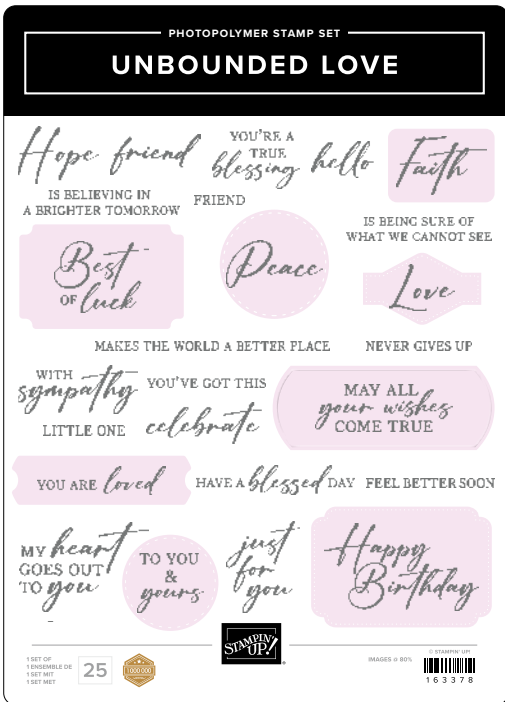 PHOTOPOLYMER STAMP SET
UNBOUNDED LOVE
Hope
friend
YOU'RE A
TRUE
blessing
hello
Faith
IS BELIEVING IN
A BRIGHTER TOMORROW
FRIEND
IS BEING SURE OF
WHAT WE CANNOT SEE
Best
OF luck
Peace
Love
MAKES THE WORLD A BETTER PLACE
NEVER GIVES UP
WITH
sympathy
YOU'VE GOT THIS
LITTLE ONE
celebrate
MAY ALL
your wishes
COME TRUE
YOU ARE loved
HAVE A blessed DAY
FEEL BETTER SOON
MY heart
GOES OUT
TO you
TO YOU
&
yours
just
for
you
Happy
Birthday
1 SET OF
1 ENSEMBLE DE
1 SET MIT
1 SET MET
25
STAMPIN'
UP!
IMAGES @ 80%
© STAMPIN' UP!
163378